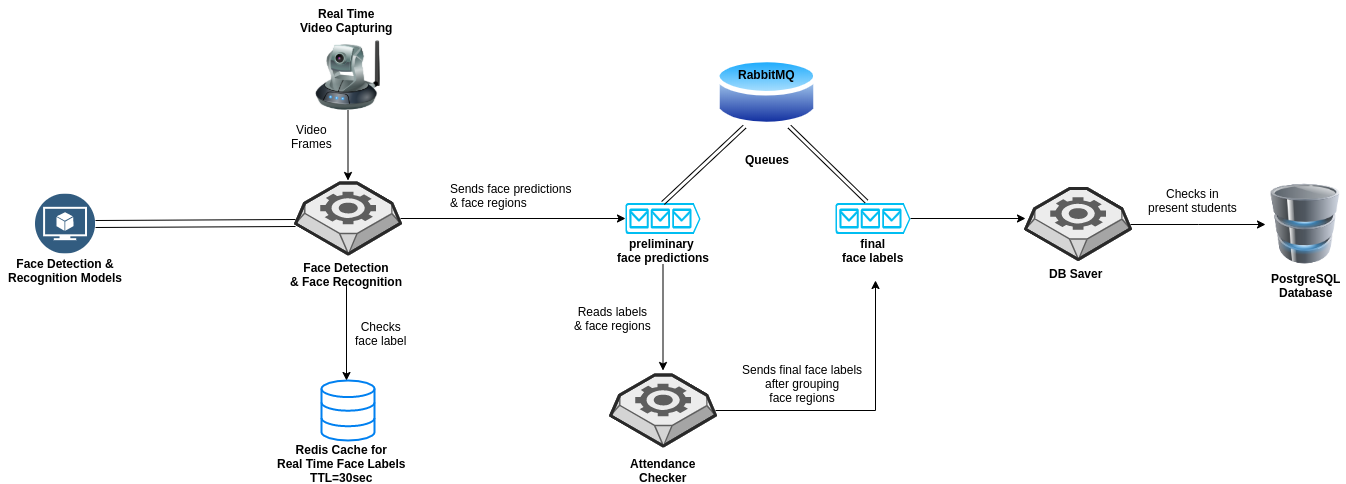 Real Time
Video Capturing
RabbitMQ
Video
Frames
Queues
Sends face predictions
& face regions
Checks in
present students
preliminary
face predictions
final
face labels
Face Detection &
Recognition Models
Face Detection
& Face Recognition
DB Saver
PostgreSQL
Database
Reads labels
& face regions
Checks
face label
Sends final face labels
after grouping
face regions
Redis Cache for
Real Time Face Labels
TTL=30sec
Attendance
Checker